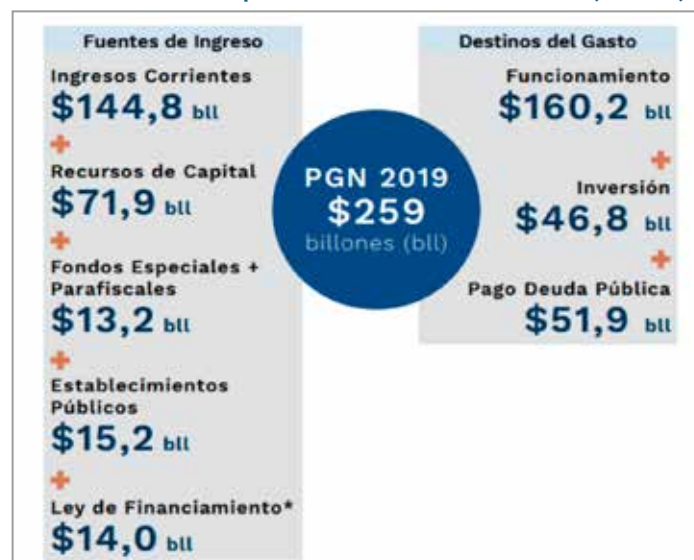 Fuentes de Ingreso
Ingresos Corrientes
$144,8 bll
+
Recursos de Capital
$71,9 bll
+
Fondos Especiales +
Parafiscales
$13,2 bll
+
Establecimientos
Públicos
$15,2 bll
+
Ley de Financiamiento*
$14,0 bll
PGN 2019
$259
billones (bll)
Destinos del Gasto
Funcionamiento
$160,2 bll
+
Inversión
$46,8 bll
+
Pago Deuda Pública
$51,9 bll